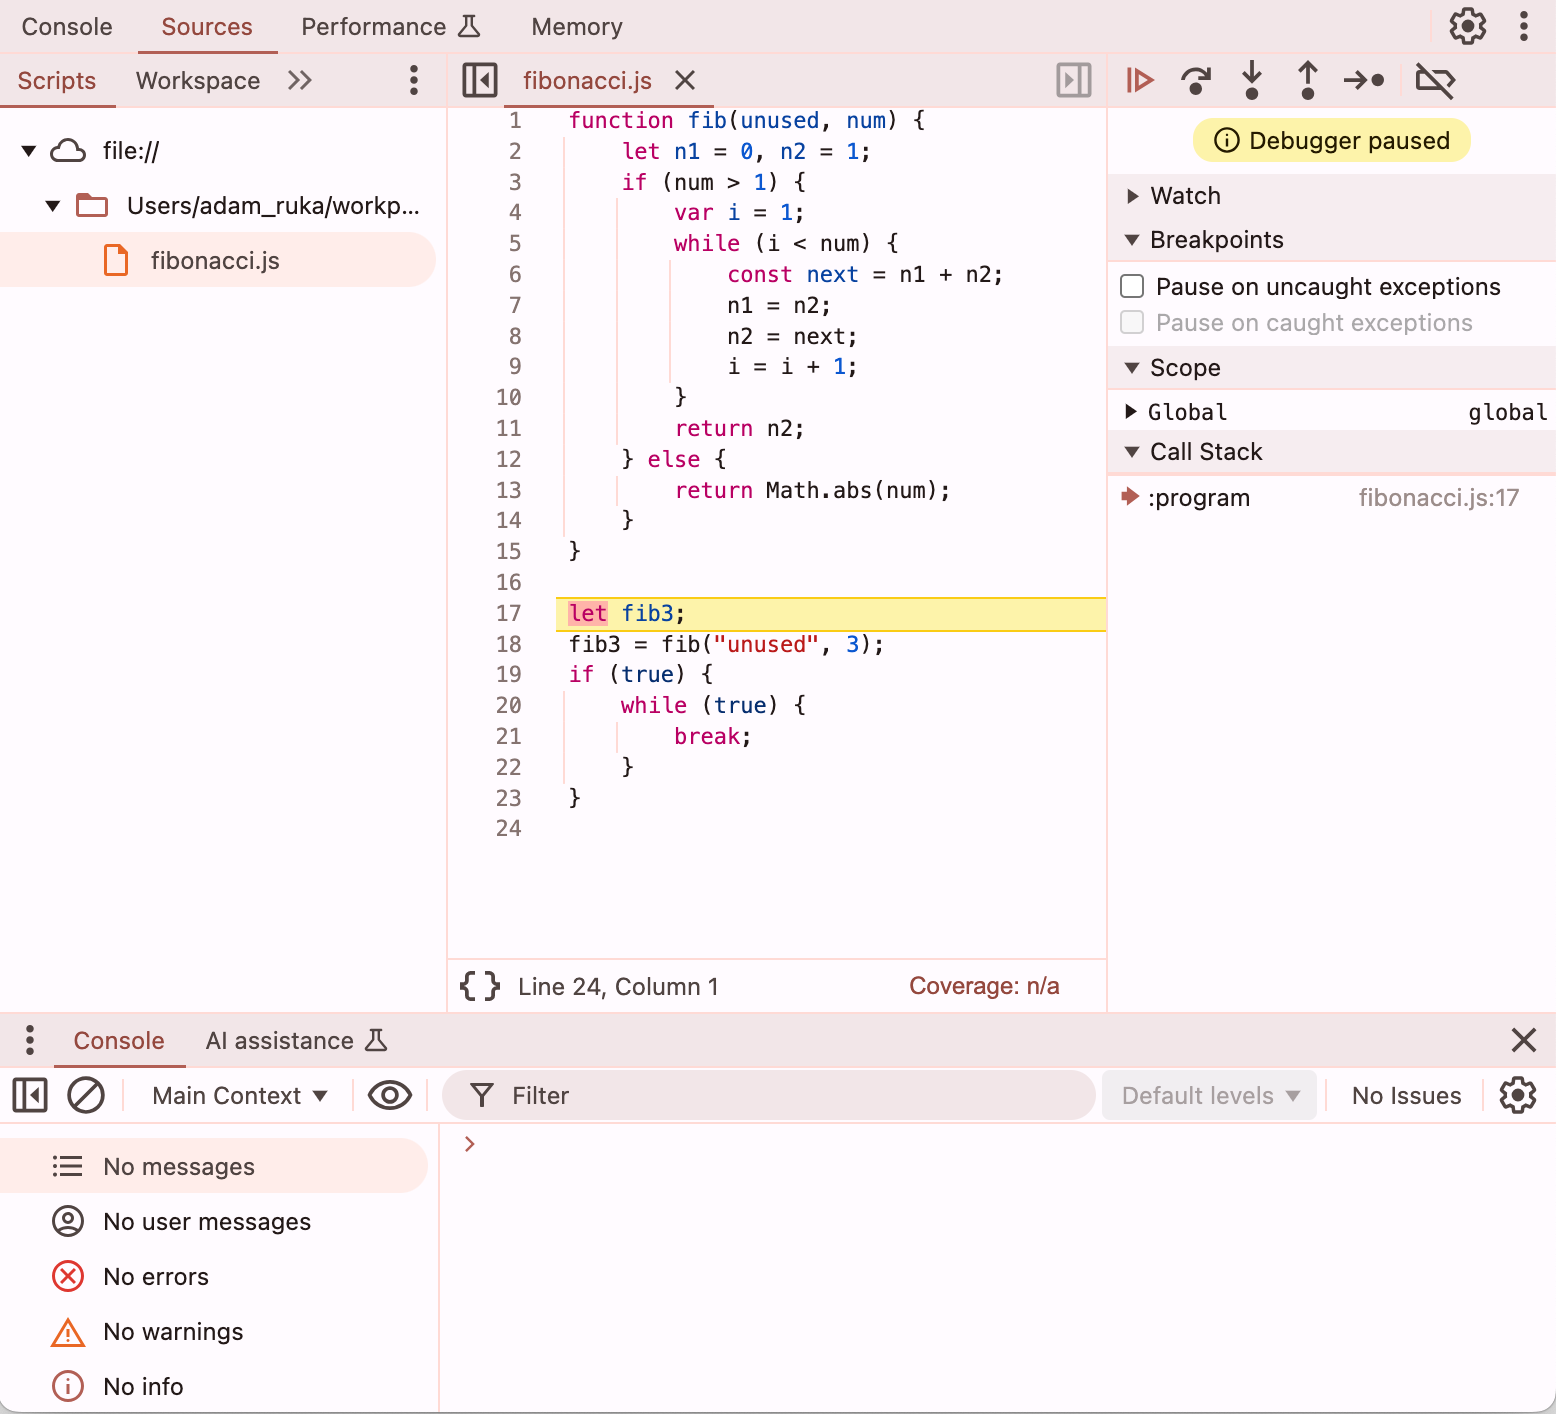 Console Sources Performance Memory
Scripts Workspace
fibonacci.js
file://
Users/adam_ruka/workp...
fibonacci.js
1 function fib(unused, num) {
2     let n1 = 0, n2 = 1;
3     if (num > 1) {
4         var i = 1;
5         while (i < num) {
6             const next = n1 + n2;
7             n1 = n2;
8             n2 = next;
9             i = i + 1;
10         }
11         return n2;
12     } else {
13         return Math.abs(num);
14     }
15 }
16
17 let fib3;
18 fib3 = fib("unused", 3);
19 if (true) {
20     while (true) {
21         break;
22     }
23 }
24
{ } Line 24, Column 1 Coverage: n/a
Debugger paused
Watch
Breakpoints
Pause on uncaught exceptions
Pause on caught exceptions
Scope
Global global
Call Stack
:program fibonacci.js:17
Console AI assistance
Main Context Filter Default levels No Issues
No messages
No user messages
No errors
No warnings
No info